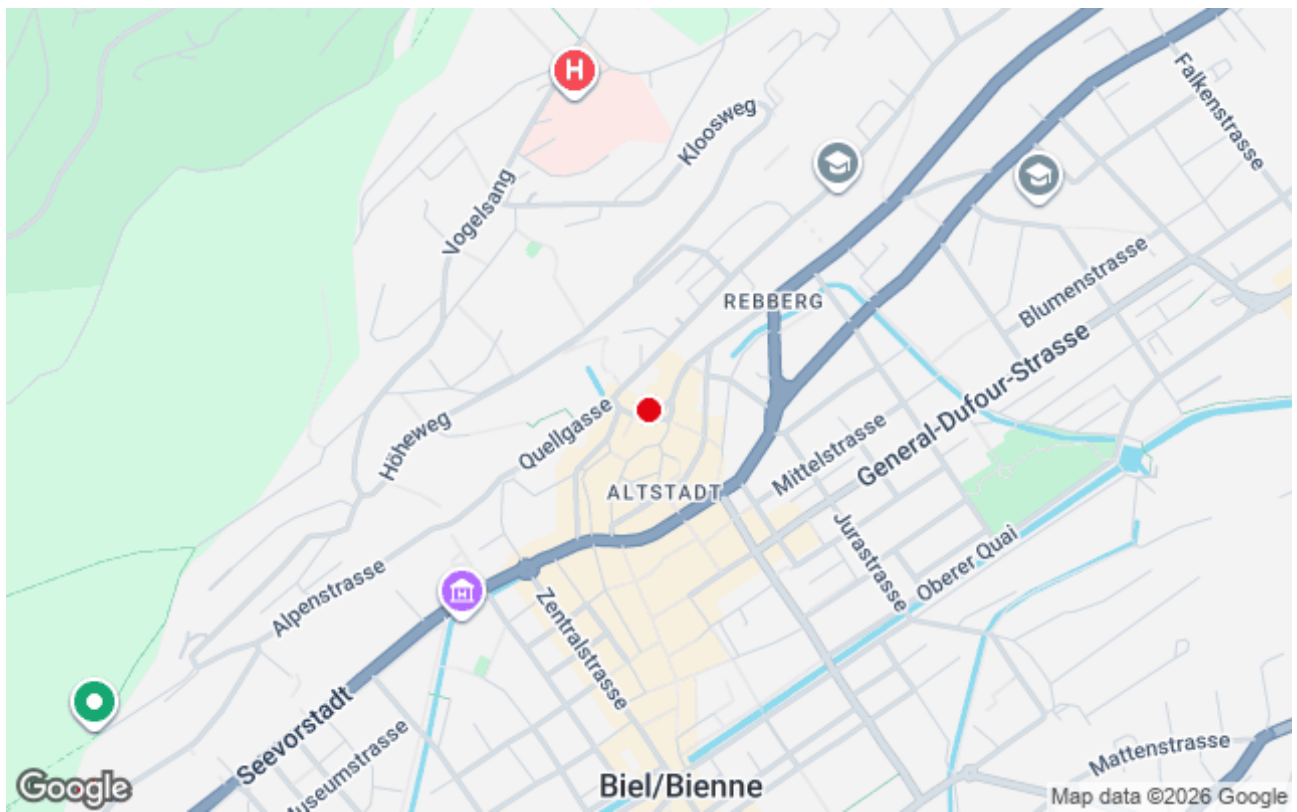 Falkenstrasse
H
Kloosweg
Vogelsang
Blumenstrasse
REBBERG
General-Dufour-Strasse
Höheweg
Quellgasse
Mittelstrasse
ALTSTADT
Jurastrasse
Oberer Quai
Alpenstrasse
Zentralstrasse
Seevorstadt
Museumstrasse
Mattenstrasse
Biel/Bienne
Google
Map data ©2026 Google